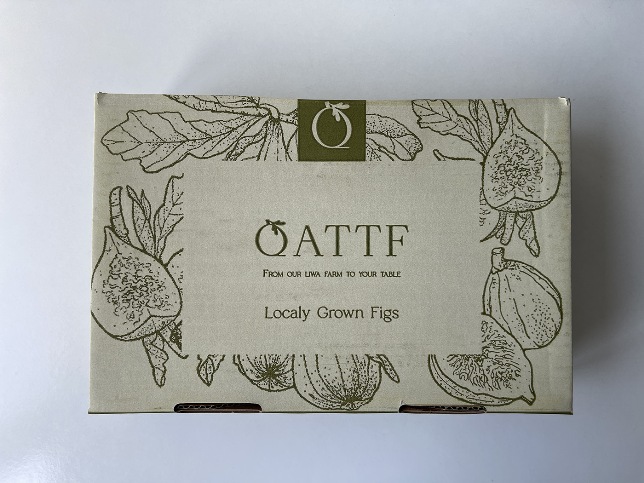 Q
QATTF
FROM OUR LIWA FARM TO YOUR TABLE
Localy Grown Figs